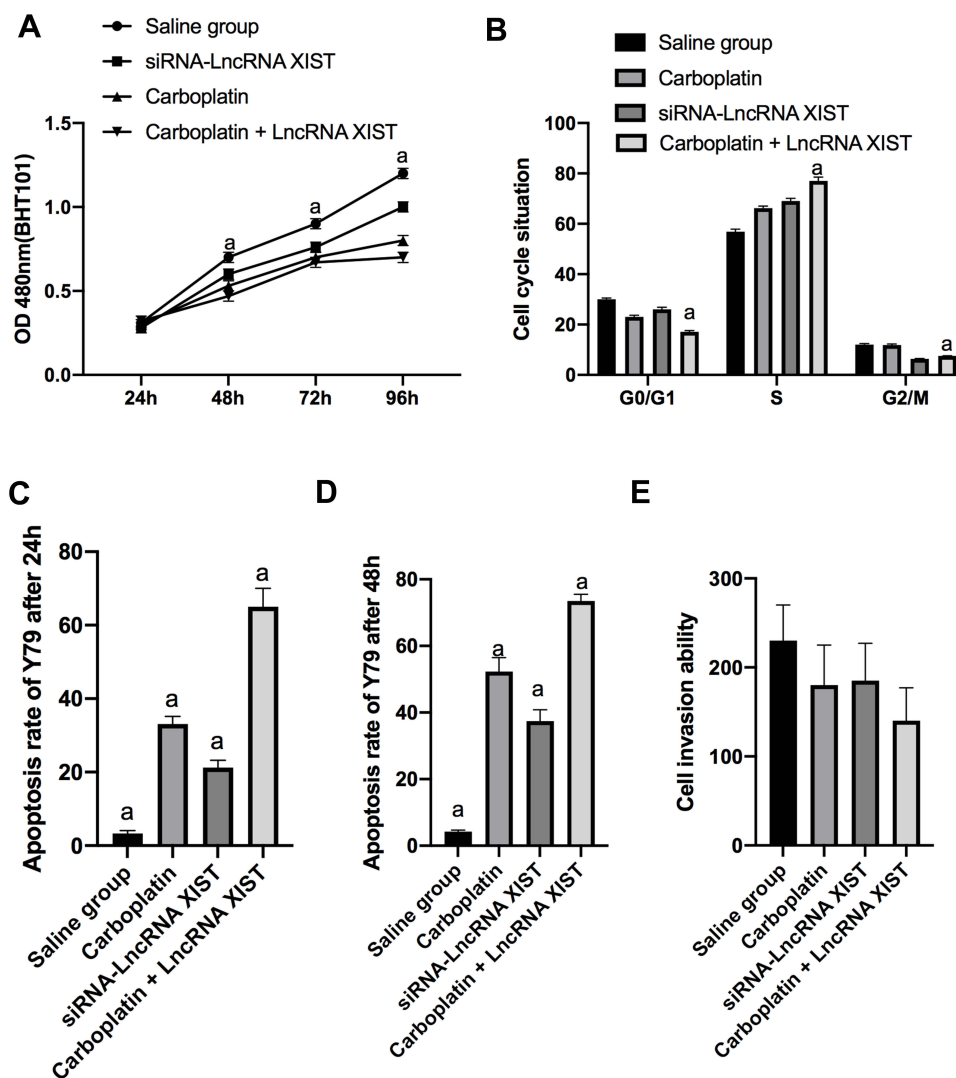 A
Saline group
siRNA-LncRNA XIST
Carboplatin
Carboplatin + LncRNA XIST
OD 480nm(BHT101)
1.5
1.0
0.5
0.0
a
a
a
24h
48h
72h
96h
B
Saline group
Carboplatin
siRNA-LncRNA XIST
Carboplatin + LncRNA XIST
Cell cycle situation
100
80
60
40
20
0
a
a
a
G0/G1
S
G2/M
C
Apoptosis rate of Y79 after 24h
80
60
40
20
0
a
a
a
a
Saline group
Carboplatin
siRNA-LncRNA XIST
Carboplatin + LncRNA XIST
D
Apoptosis rate of Y79 after 48h
80
60
40
20
0
a
a
a
a
Saline group
Carboplatin
siRNA-LncRNA XIST
Carboplatin + LncRNA XIST
E
Cell invasion ability
300
200
100
0
Saline group
Carboplatin
siRNA-LncRNA XIST
Carboplatin + LncRNA XIST